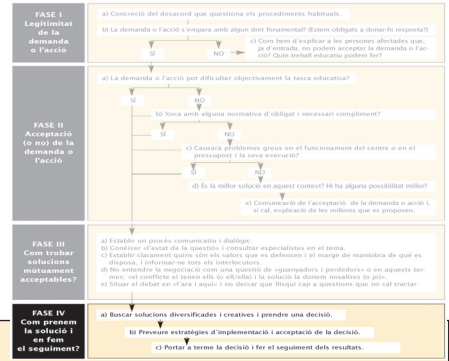 FASE I
Legitimitat
de la
demanda
o l'acció
a) Concreció del desacord que questiona els procediments habituals.
b) La demanda o l'acció s'empara amb algun dret fonamental? (Estem obligats a donar-hi resposta?)
SÍ
NO
c) Com hem d'explicar a les persones afectades que,
ja d'entrada, no podem acceptar la demanda o l'ac-
ció? Quin treball educatiu podem fer?
FASE II
Acceptació
(o no) de la
demanda o
l'acció
a) La demanda o l'acció pot dificultar objectivament la tasca educativa?
SÍ
NO
b) Xoca amb alguna normativa d'obligat i necessari compliment?
SÍ
NO
c) Causarà problemes greus en el funcionament del centre o en el
pressupost i la seva execució?
SÍ
NO
d) És la millor solució en aquest context? Hi ha alguna possibilitat millor?
e) Comunicació de l'acceptació de la demanda o acció i,
si cal, explicació de les millores que es proposen.
FASE III
Com trobar
solucions
mútuament
acceptables?
a) Establir un procés comunicatiu i dialògic.
b) Conèixer «l'estat de la qüestió» i consultar especialistes en el tema.
c) Establir clarament quins són els valors que es defensen i el marge de maniobra de què es
disposa, i informar-ne tots els interlocutors.
d) No entendre la negociació com una questió de «guanyadors i perdedors» o en aquests ter-
mes: «el conflicte el tenen ells (o ell/ella) i la solució la donem nosaltres (o jo)».
e) Situar el debat en «l'ara i aquí» i no deixar que llisqui cap a questions que no cal tractar.
FASE IV
Com prenem
la solució i
en fem
el seguiment?
a) Buscar solucions diversificades i creatives i prendre una decisió.
b) Preveure estratègies d'implementació i acceptació de la decisió.
c) Portar a terme la decisió i fer el seguiment dels resultats.